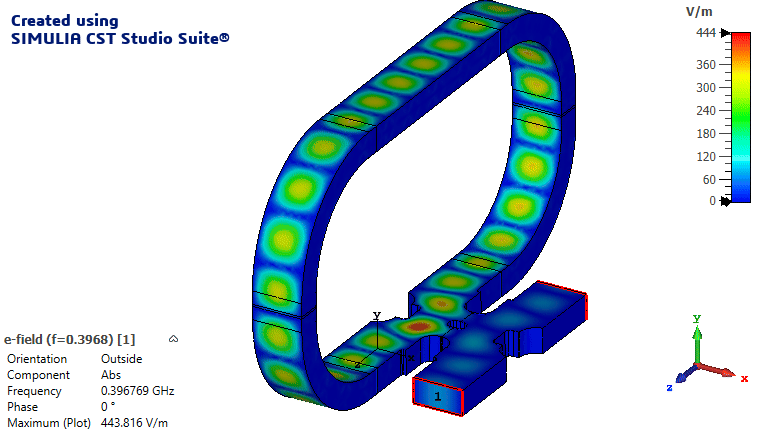 Created using
SIMULIA CST Studio Suite®
V/m
444
360
300
240
180
120
60
0
y
z
x
1
e-field (f=0.3968) [1]
Orientation Outside
Component Abs
Frequency 0.396769 GHz
Phase 0 °
Maximum (Plot) 443.816 V/m
y
x
z